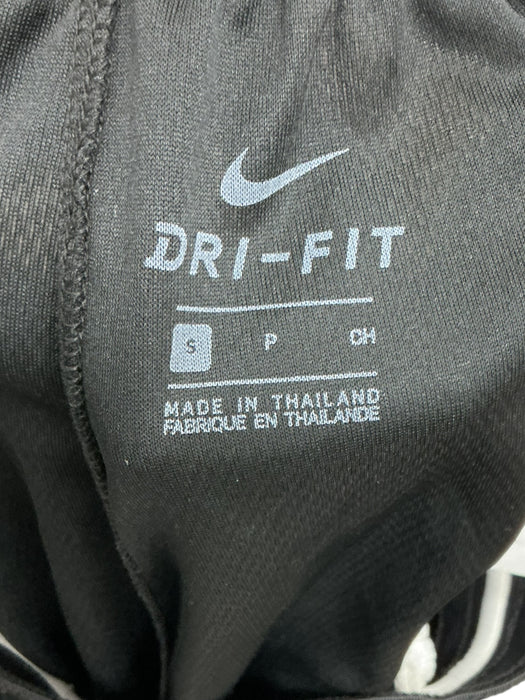 DRI-FIT
S P CH
MADE IN THAILAND
FABRIQUE EN THAILANDE